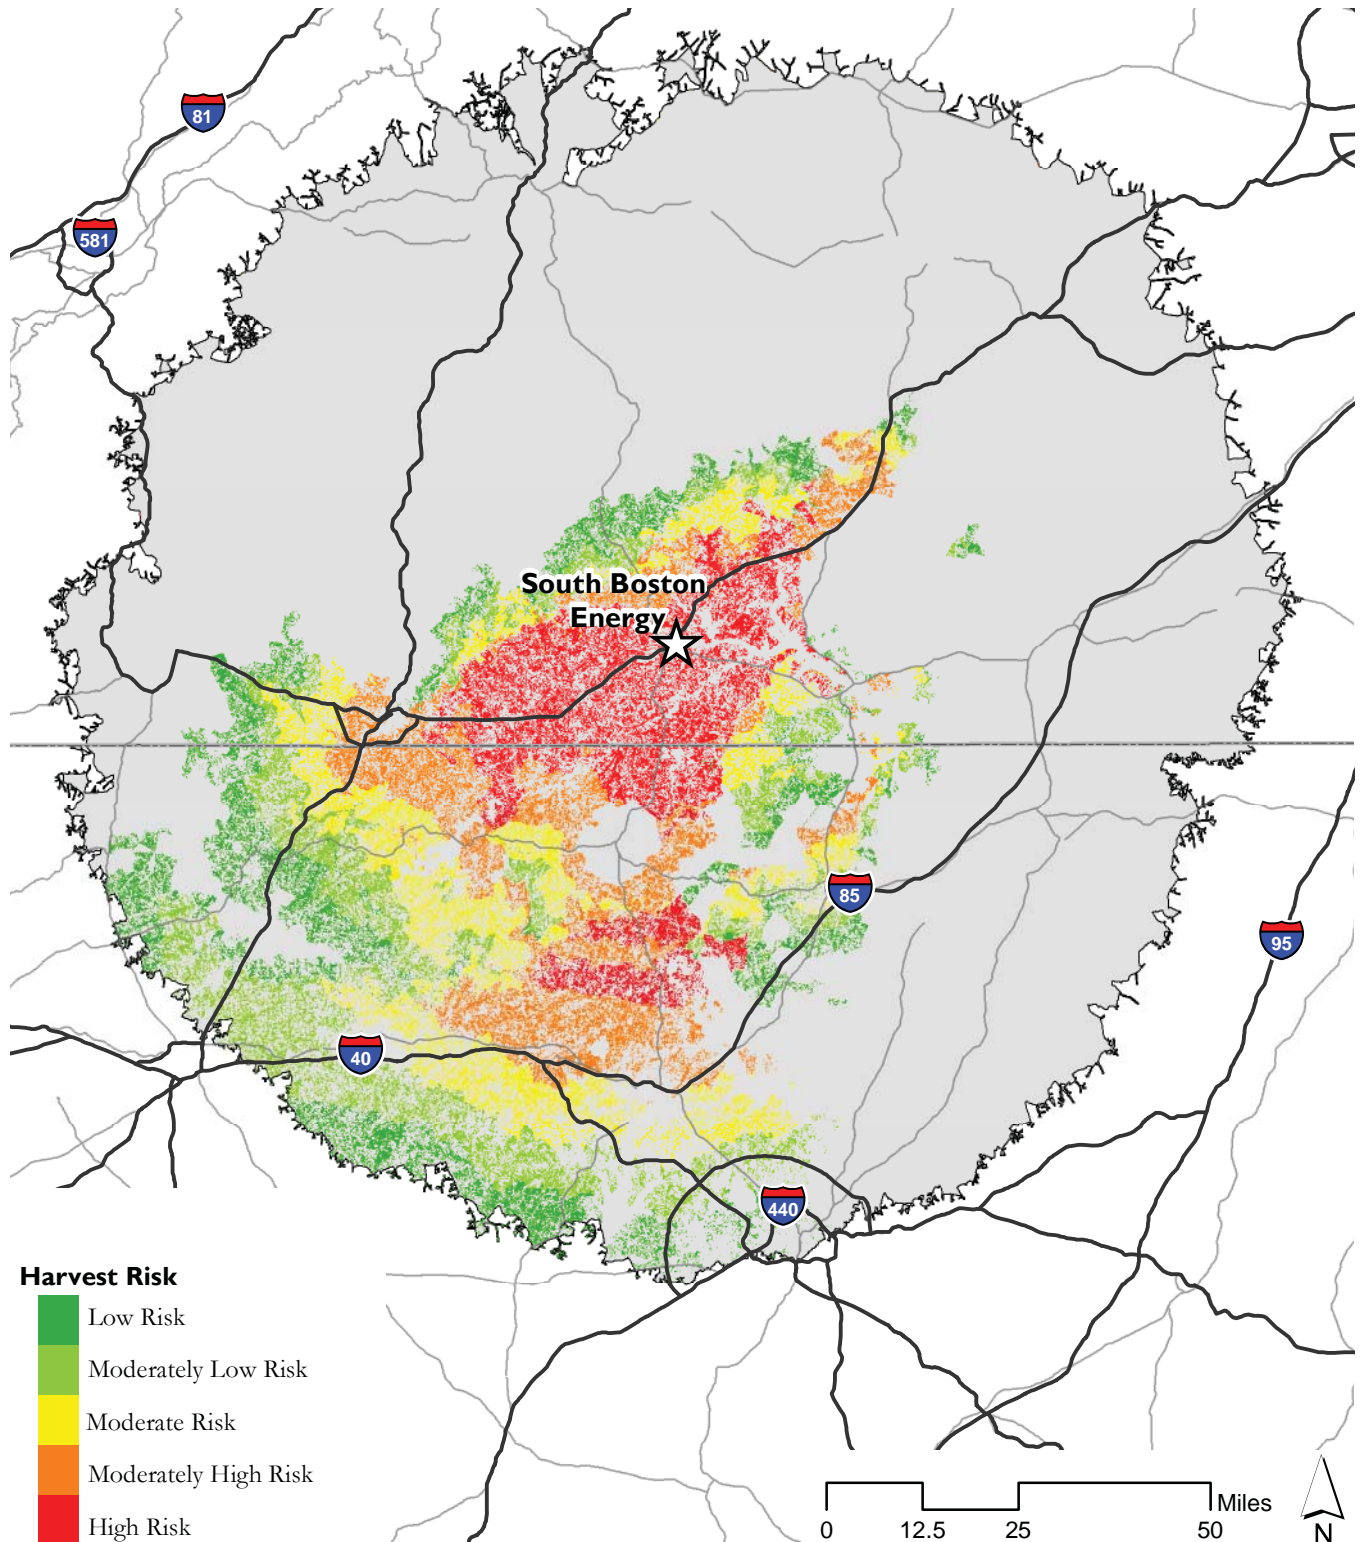 81
581
South Boston
Energy
85
95
40
440
Harvest Risk
Low Risk
Moderately Low Risk
Moderate Risk
Moderately High Risk
High Risk
Miles
0 12.5 25 50
N